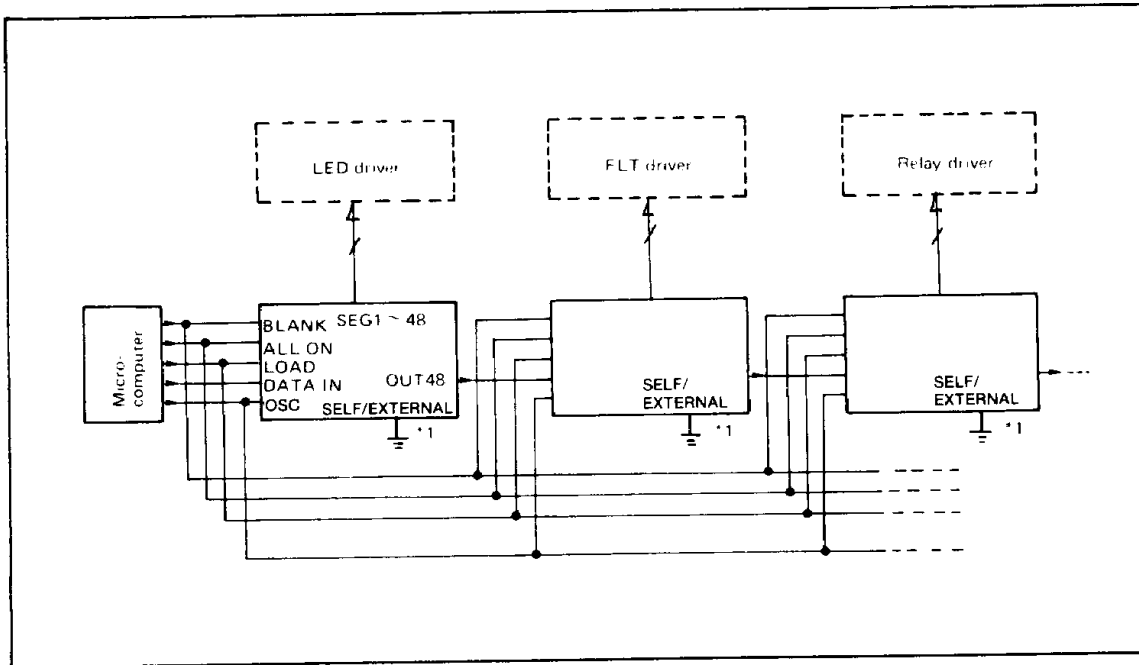 LED driver
FLT driver
Relay driver
Micro-
computer
BLANK
SEG1 ~ 48
ALL ON
LOAD
DATA IN
OUT48
OSC
SELF/EXTERNAL
*1
SELF/
EXTERNAL
*1
SELF/
EXTERNAL
*1